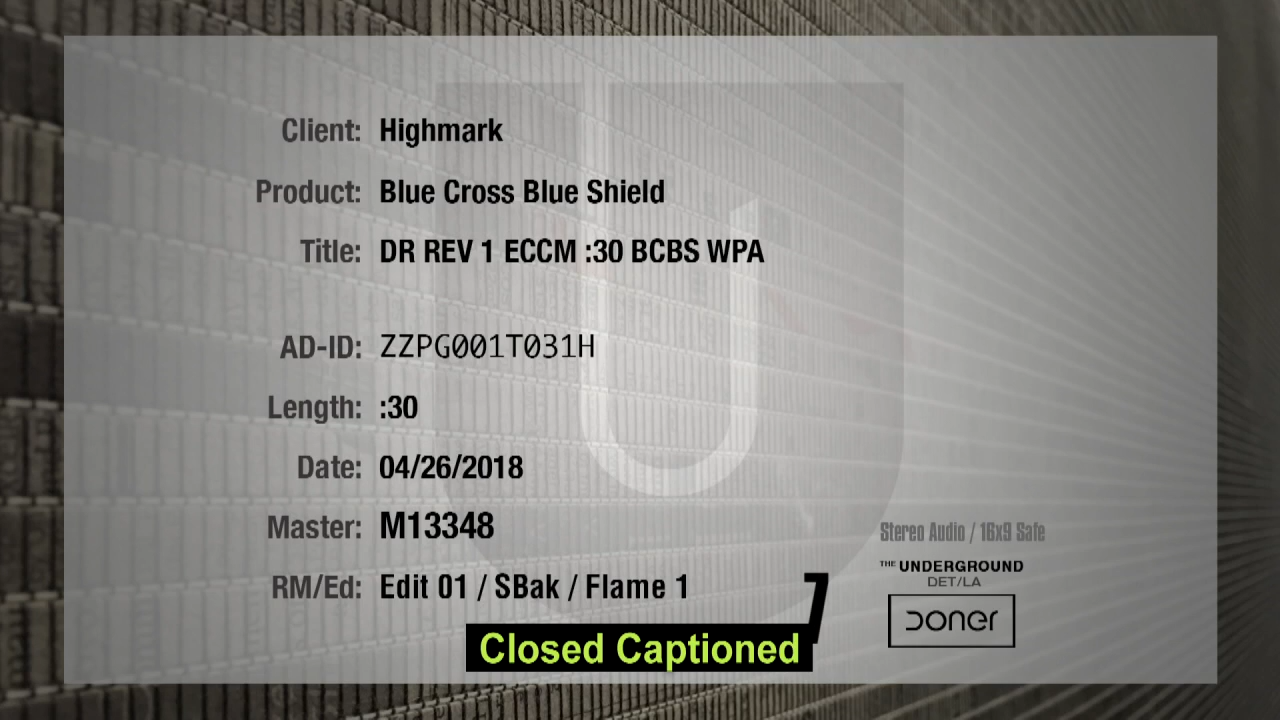 Client: Highmark
Product: Blue Cross Blue Shield
Title: DR REV 1 ECCM :30 BCBS WPA
AD-ID: ZZPG001T031H
Length: :30
Date: 04/26/2018
Master: M13348
RM/Ed: Edit 01 / SBak / Flame 1
7
Stereo Audio / 16x9 Safe
THE UNDERGROUND
DET/LA
DONER
Closed Captioned